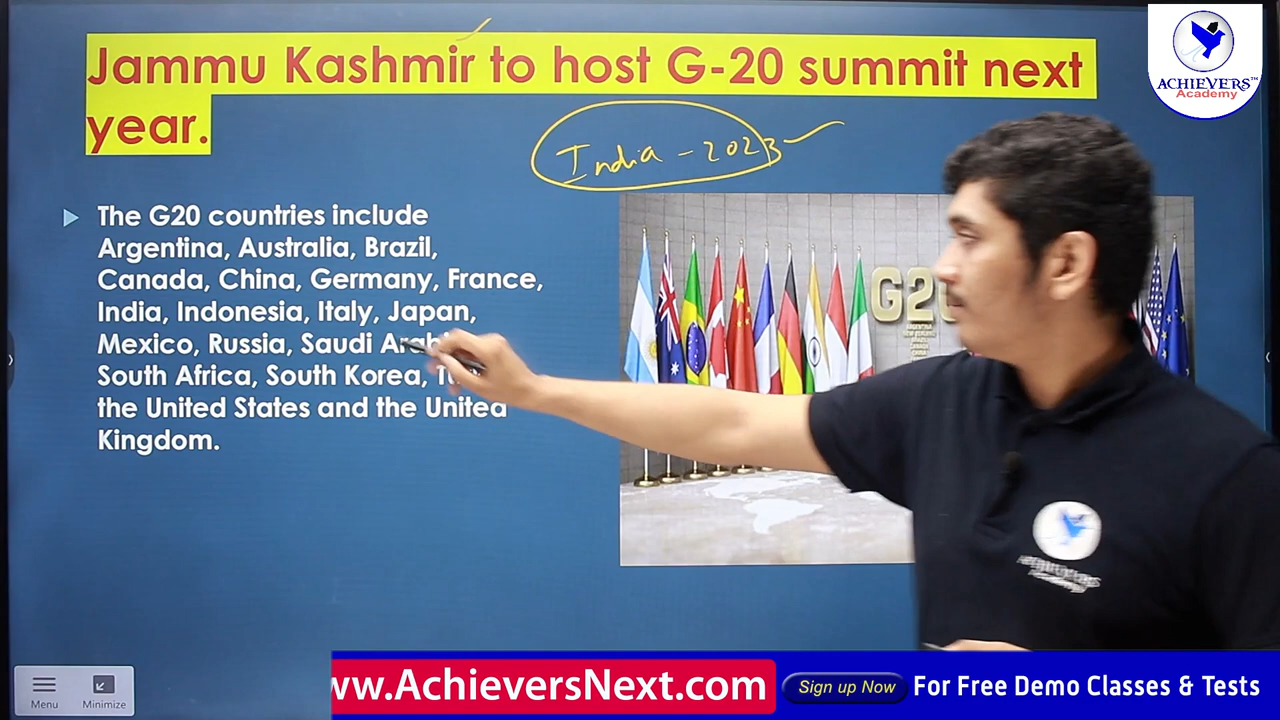 Jammu Kashmir to host G-20 summit next
year.
ACHIEVERS™
Academy
India - 2023
The G20 countries include
Argentina, Australia, Brazil,
Canada, China, Germany, France,
India, Indonesia, Italy, Japan,
Mexico, Russia, Saudi
South Africa, South Korea,
the United States and the United
Kingdom.
G20
Menu
Minimize
ww.AchieversNext.com
Sign up Now
For Free Demo Classes & Tests